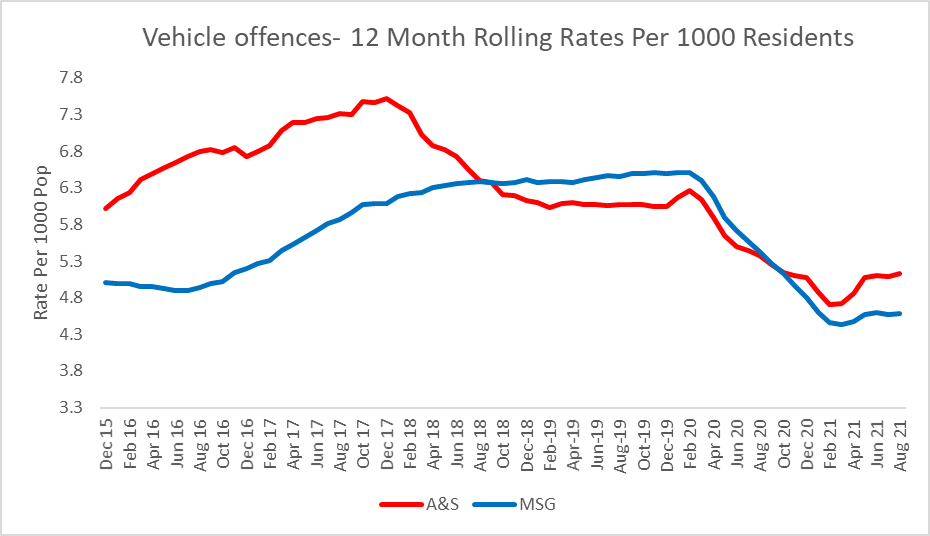 Vehicle offences- 12 Month Rolling Rates Per 1000 Residents
Rate Per 1000 Pop
7.8
7.3
6.8
6.3
5.8
5.3
4.8
4.3
3.8
3.3
Dec 15
Feb 16
Apr 16
Jun 16
Aug 16
Oct 16
Dec 16
Feb 17
Apr 17
Jun 17
Aug 17
Oct 17
Dec 17
Feb 18
Apr 18
Jun 18
Aug 18
Oct 18
Dec-18
Feb-19
Apr-19
Jun-19
Aug-19
Oct-19
Dec-19
Feb 20
Apr 20
Jun 20
Aug 20
Oct 20
Dec 20
Feb 21
Apr 21
Jun 21
Aug 21
A&S
MSG